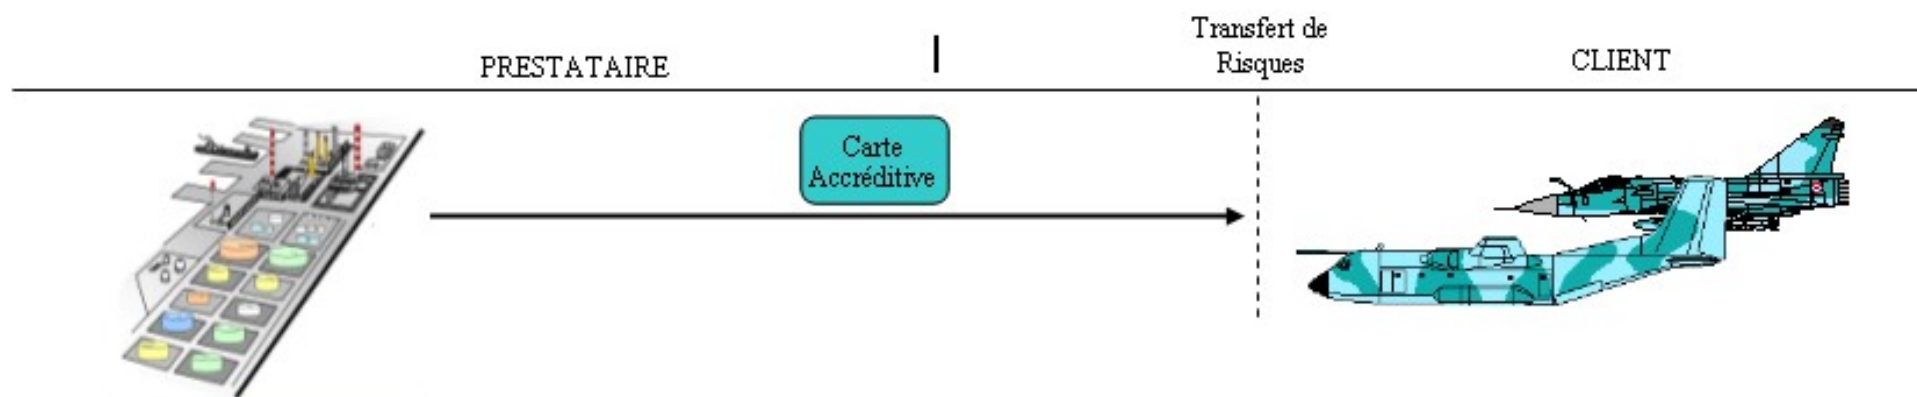 PRESTATAIRE
Transfert de
Risques
CLIENT
Carte
Accréditive